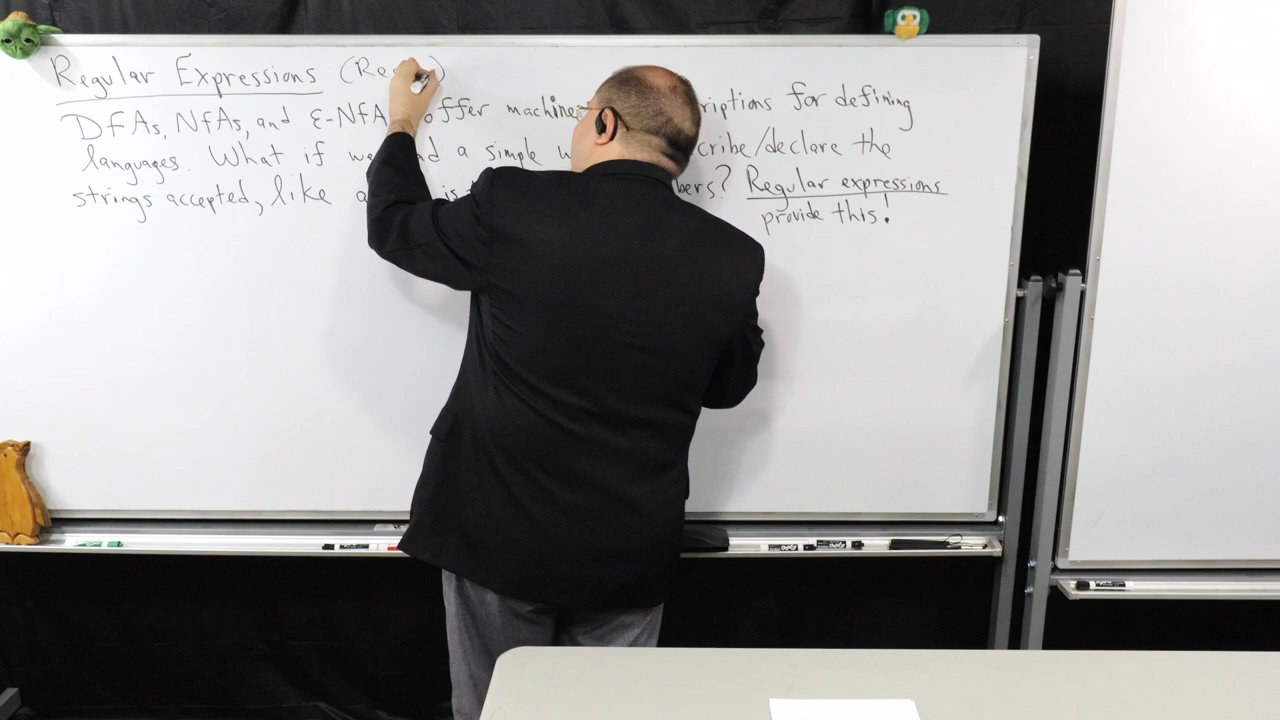 Regular Expressions (Re
DFAs, NFAs, and ε-NFA offer machine riptions for defining
languages. What if we a simple cribe/declare the
strings accepted, like bers? Regular expressions
provide this!